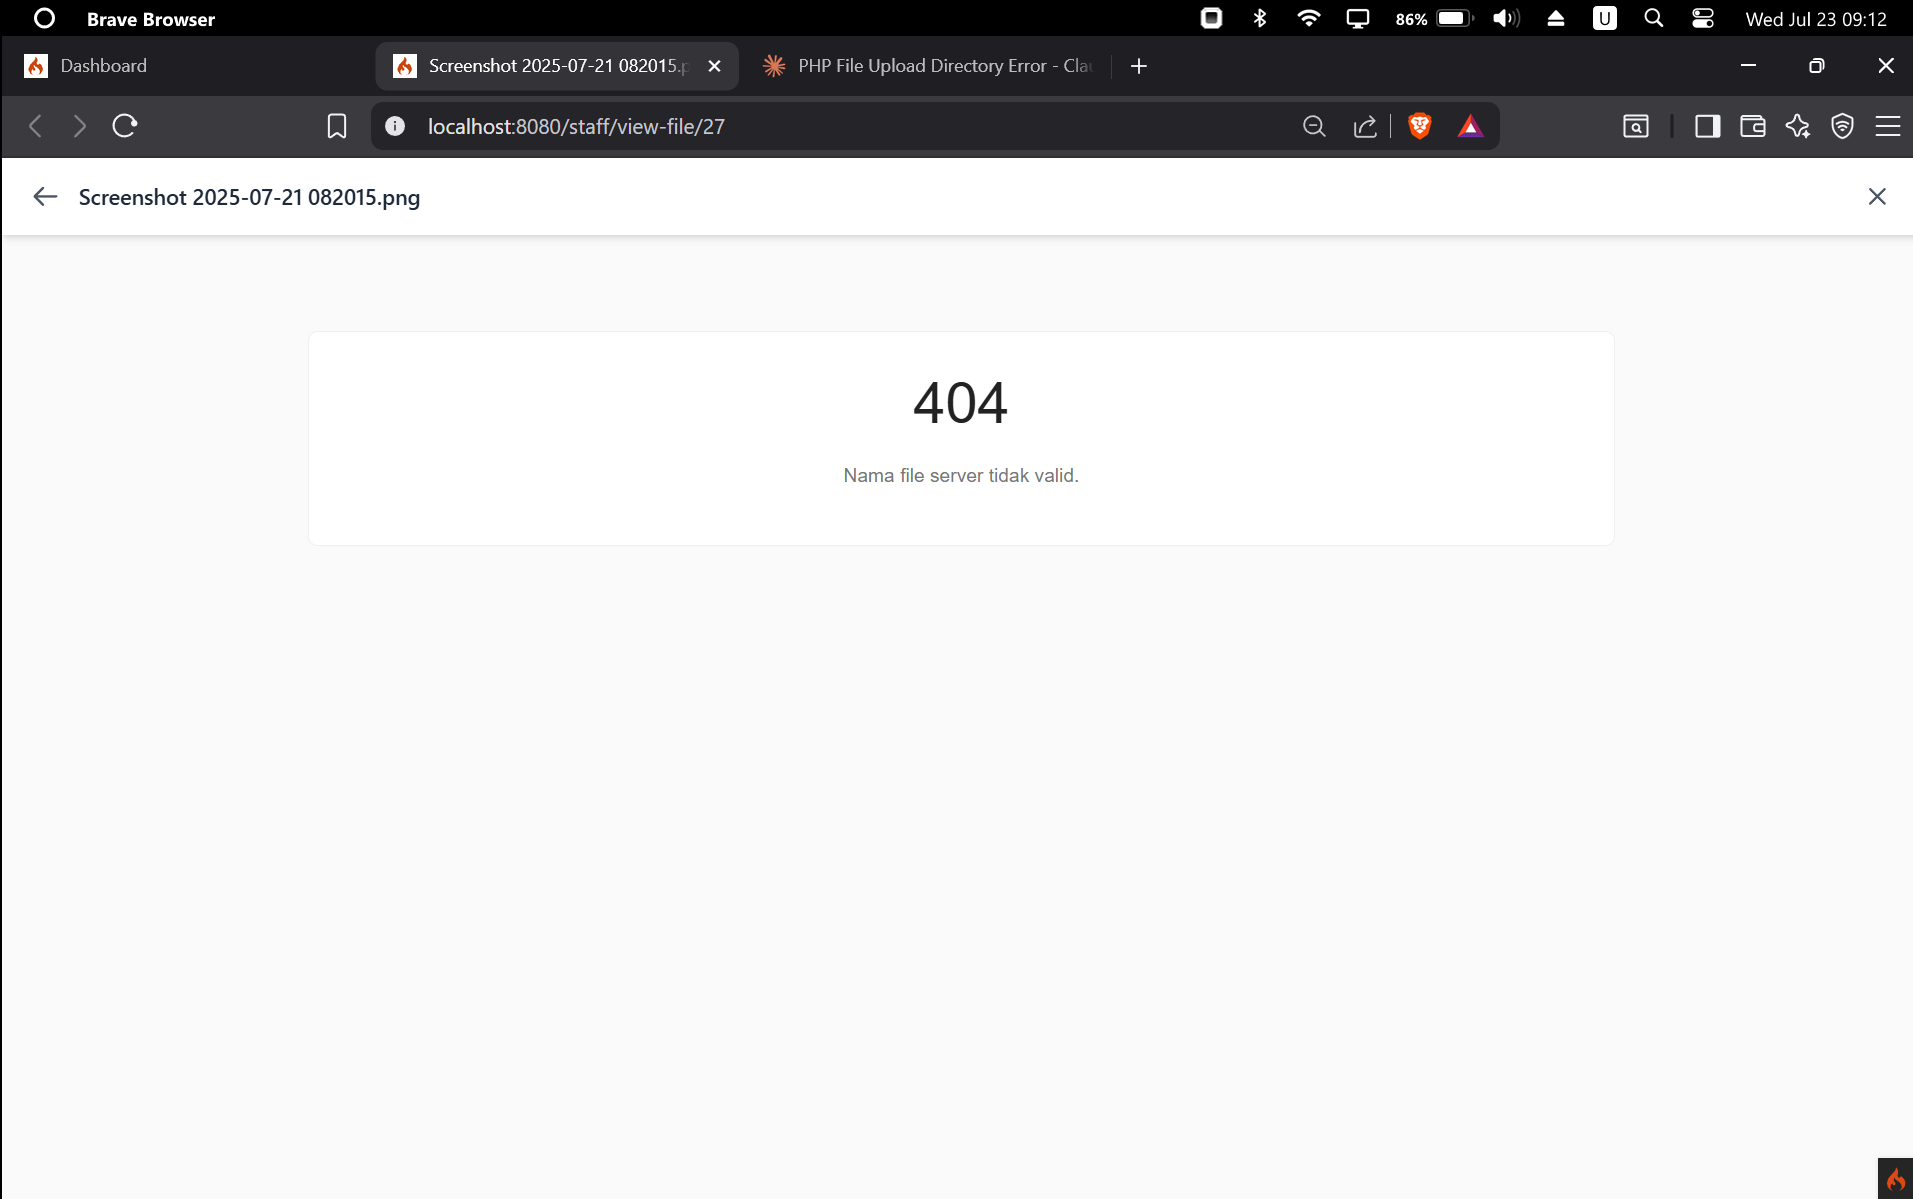 Brave Browser
86%
U
Wed Jul 23 09:12
Dashboard
Screenshot 2025-07-21 082015.p
PHP File Upload Directory Error - Cla
localhost:8080/staff/view-file/27
Screenshot 2025-07-21 082015.png
404
Nama file server tidak valid.